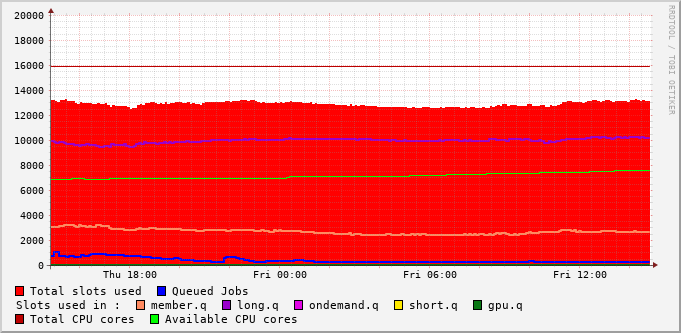 20000
18000
16000
14000
12000
10000
8000
6000
4000
2000
0
Thu 18:00 Fri 00:00 Fri 06:00 Fri 12:00
RRDTOOL / TOBI OETIKER
Total slots used Queued Jobs
Slots used in : member.q long.q ondemand.q short.q gpu.q
Total CPU cores Available CPU cores